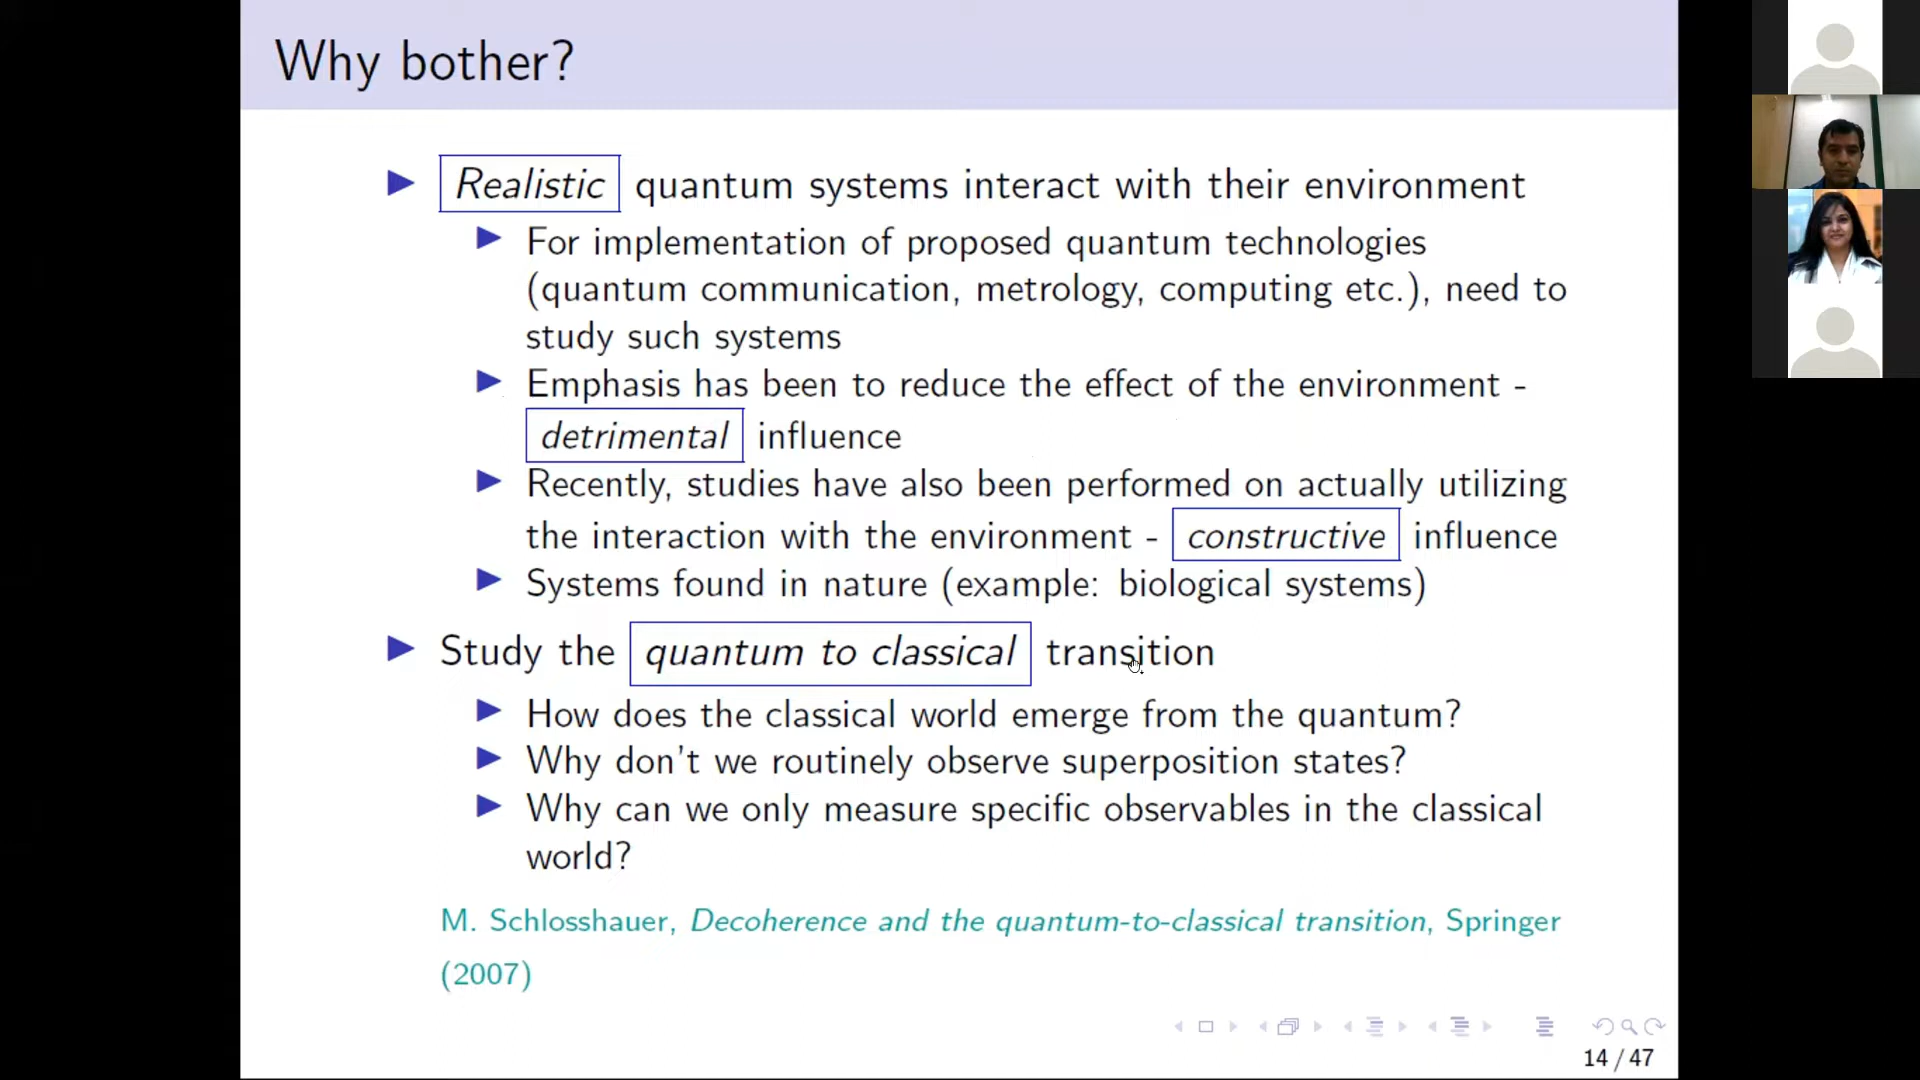 Why bother?
Realistic quantum systems interact with their environment
For implementation of proposed quantum technologies
(quantum communication, metrology, computing etc.), need to
study such systems
Emphasis has been to reduce the effect of the environment -
detrimental influence
Recently, studies have also been performed on actually utilizing
the interaction with the environment - constructive influence
Systems found in nature (example: biological systems)
Study the quantum to classical transition
How does the classical world emerge from the quantum?
Why don't we routinely observe superposition states?
Why can we only measure specific observables in the classical
world?
M. Schlosshauer, Decoherence and the quantum-to-classical transition, Springer
(2007)
14 / 47